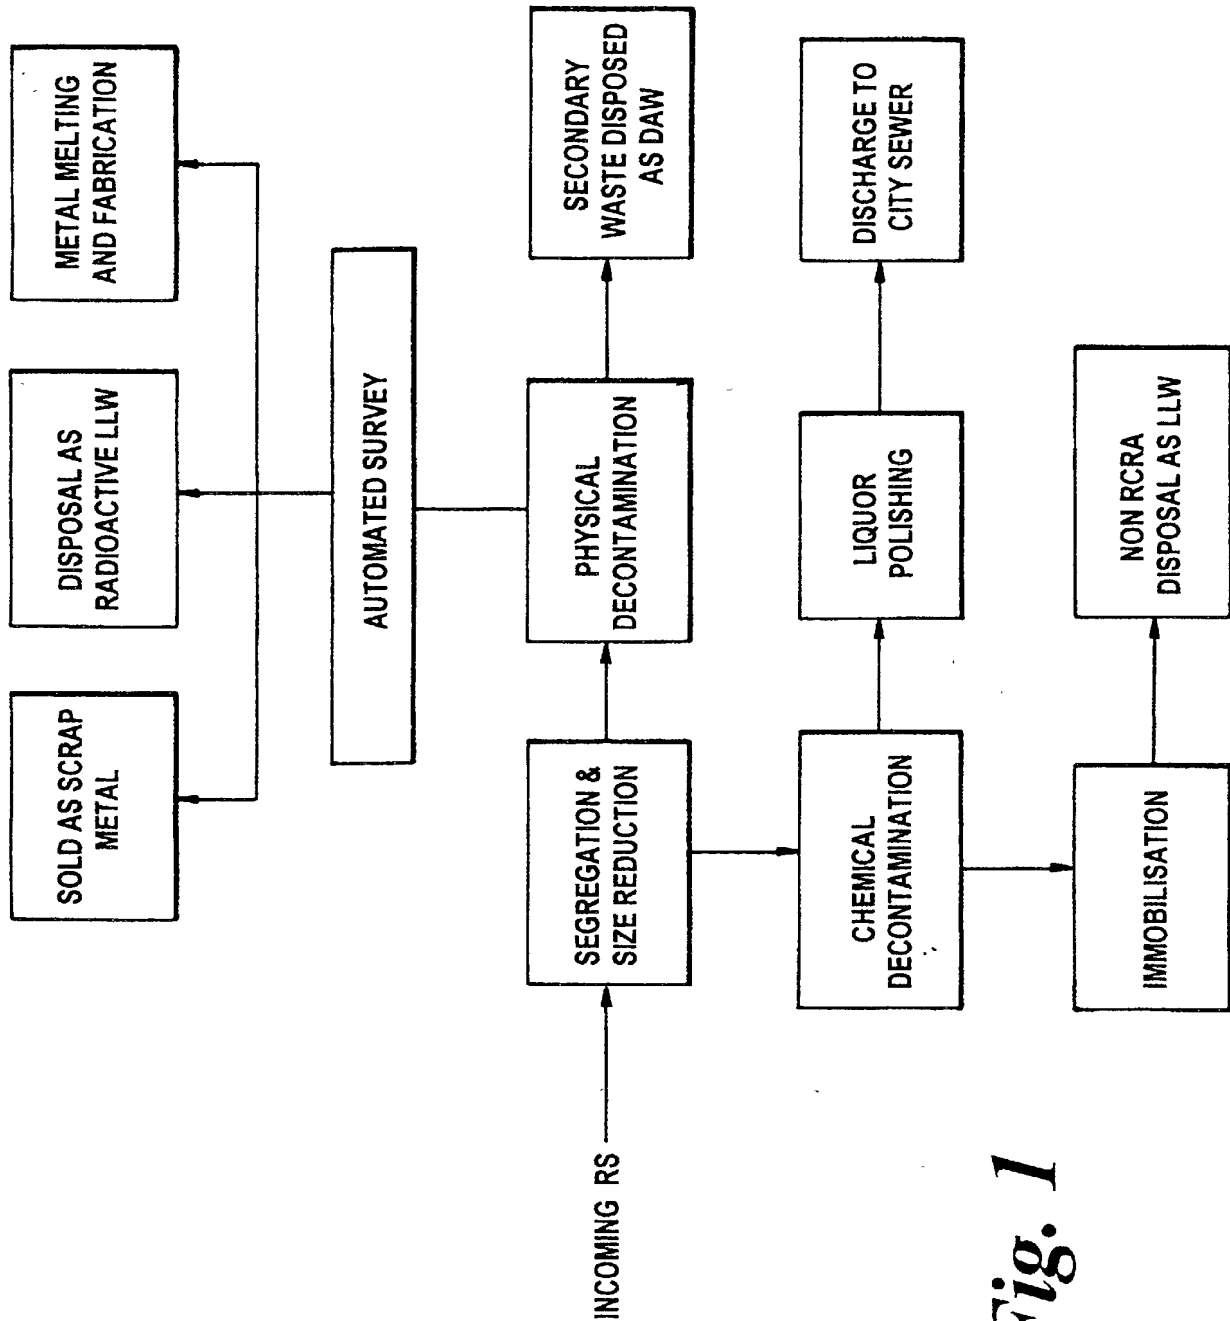 SOLD AS SCRAP
METAL
DISPOSAL AS
RADIOACTIVE LLW
METAL MELTING
AND FABRICATION
AUTOMATED SURVEY
INCOMING RS
SEGREGATION &
SIZE REDUCTION
PHYSICAL
DECONTAMINATION
SECONDARY
WASTE DISPOSED
AS DAW
CHEMICAL
DECONTAMINATION
LIQUOR
POLISHING
DISCHARGE TO
CITY SEWER
IMMOBILISATION
NON RCRA
DISPOSAL AS LLW
Fig. 1